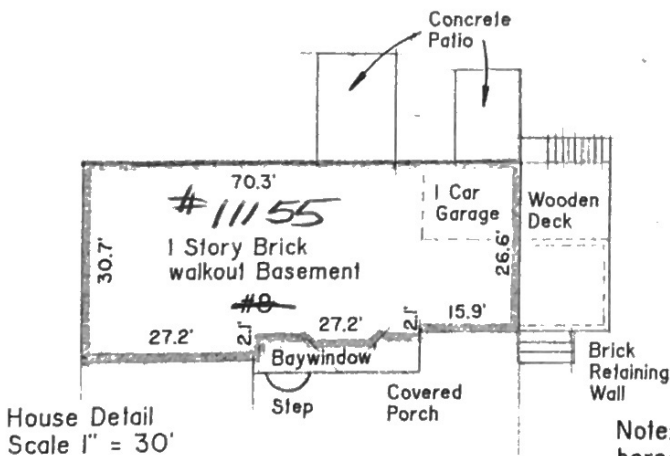 Concrete
Patio
70.3'
#11155
1 Car
Garage
Wooden
Deck
30.7'
1 Story Brick
walkout Basement
26.6'
#9
27.2'
2.1'
27.2'
2.1'
15.9'
Baywindow
Brick
Retaining
Wall
Step
Covered
Porch
House Detail
Scale 1" = 30'
Note: